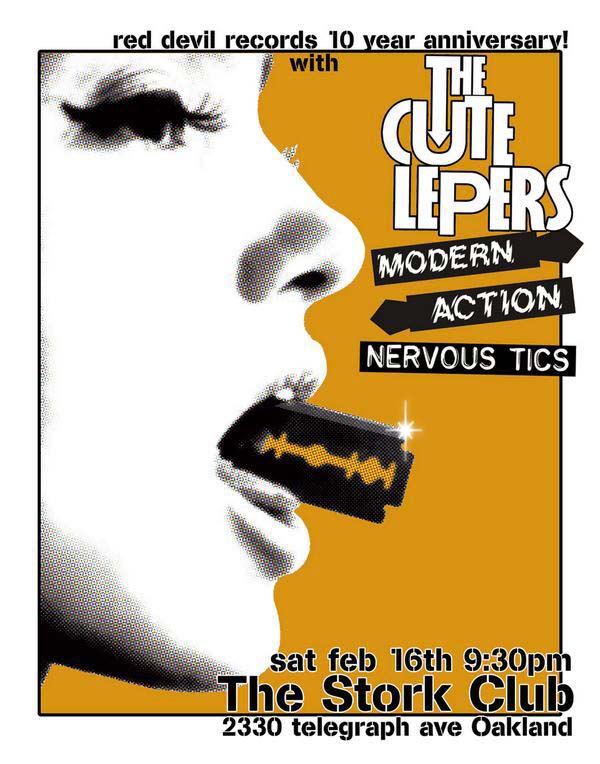 red devil records 10 year anniversary!
with
THE
CUTE
LEPERS
MODERN
ACTION
NERVOUS TICS
sat feb 16th 9:30pm
The Stork Club
2330 telegraph ave Oakland